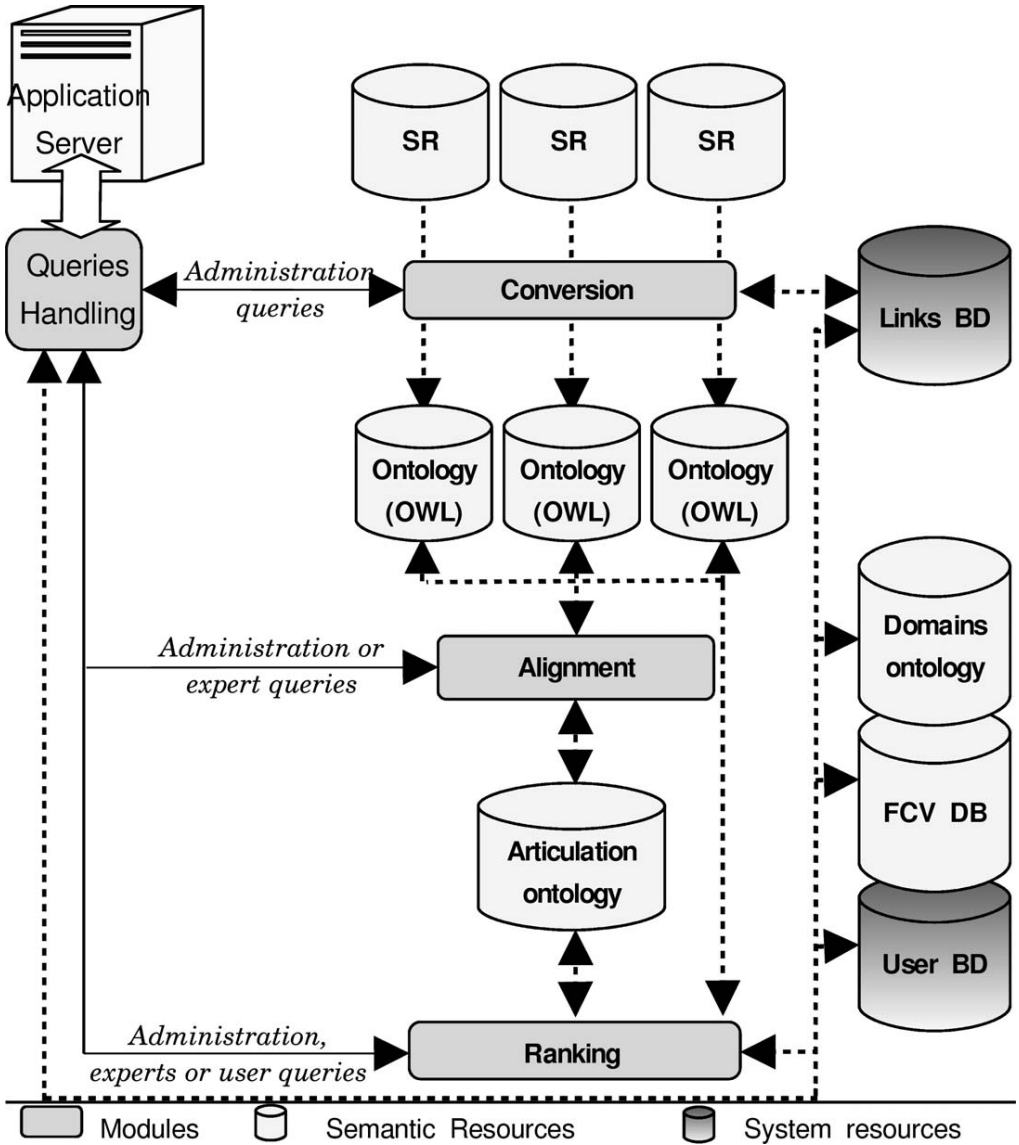 Application
Server
SR
SR
SR
Queries
Handling
Administration
queries
Conversion
Links BD
Ontology
(OWL)
Ontology
(OWL)
Ontology
(OWL)
Domains
ontology
Administration or
expert queries
Alignment
FCV DB
Articulation
ontology
User BD
Administration,
experts or user queries
Ranking
Modules
Semantic Resources
System resources